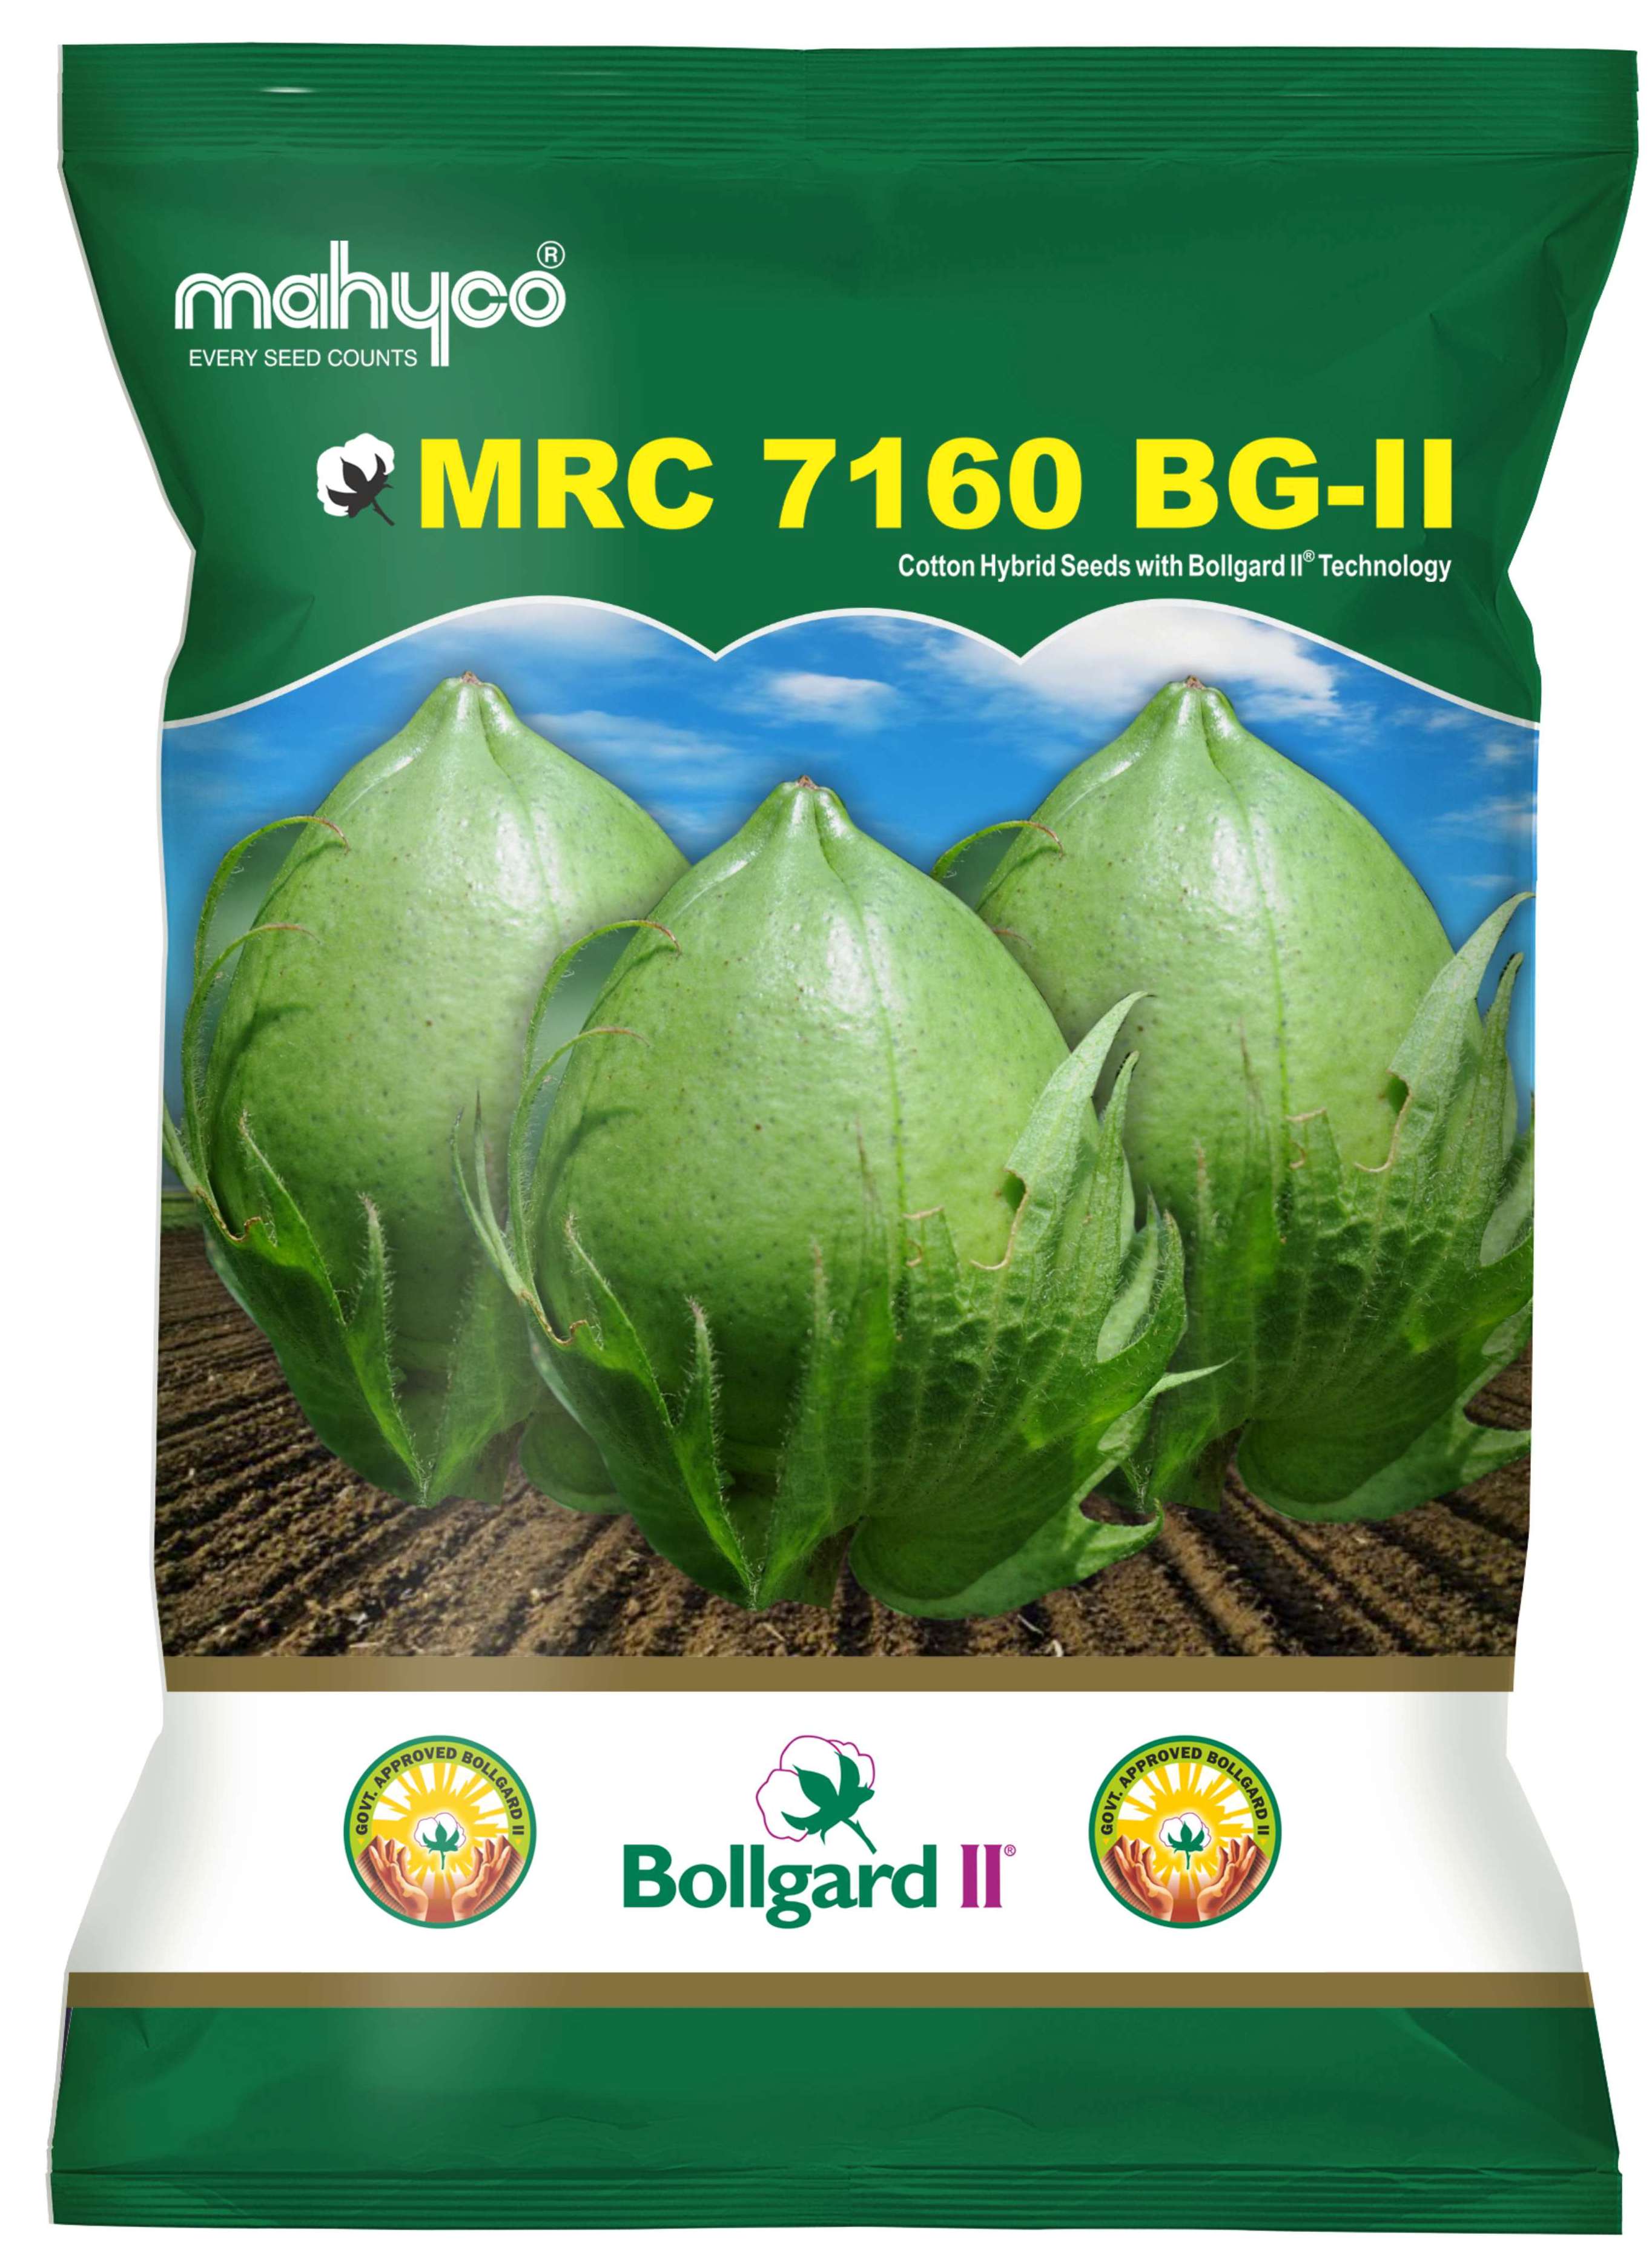 mahyco®
EVERY SEED COUNTS
MRC 7160 BG-II
Cotton Hybrid Seeds with Bollgard II® Technology
GOVT. APPROVED BOLLGARD II
Bollgard II®
GOVT. APPROVED BOLLGARD II